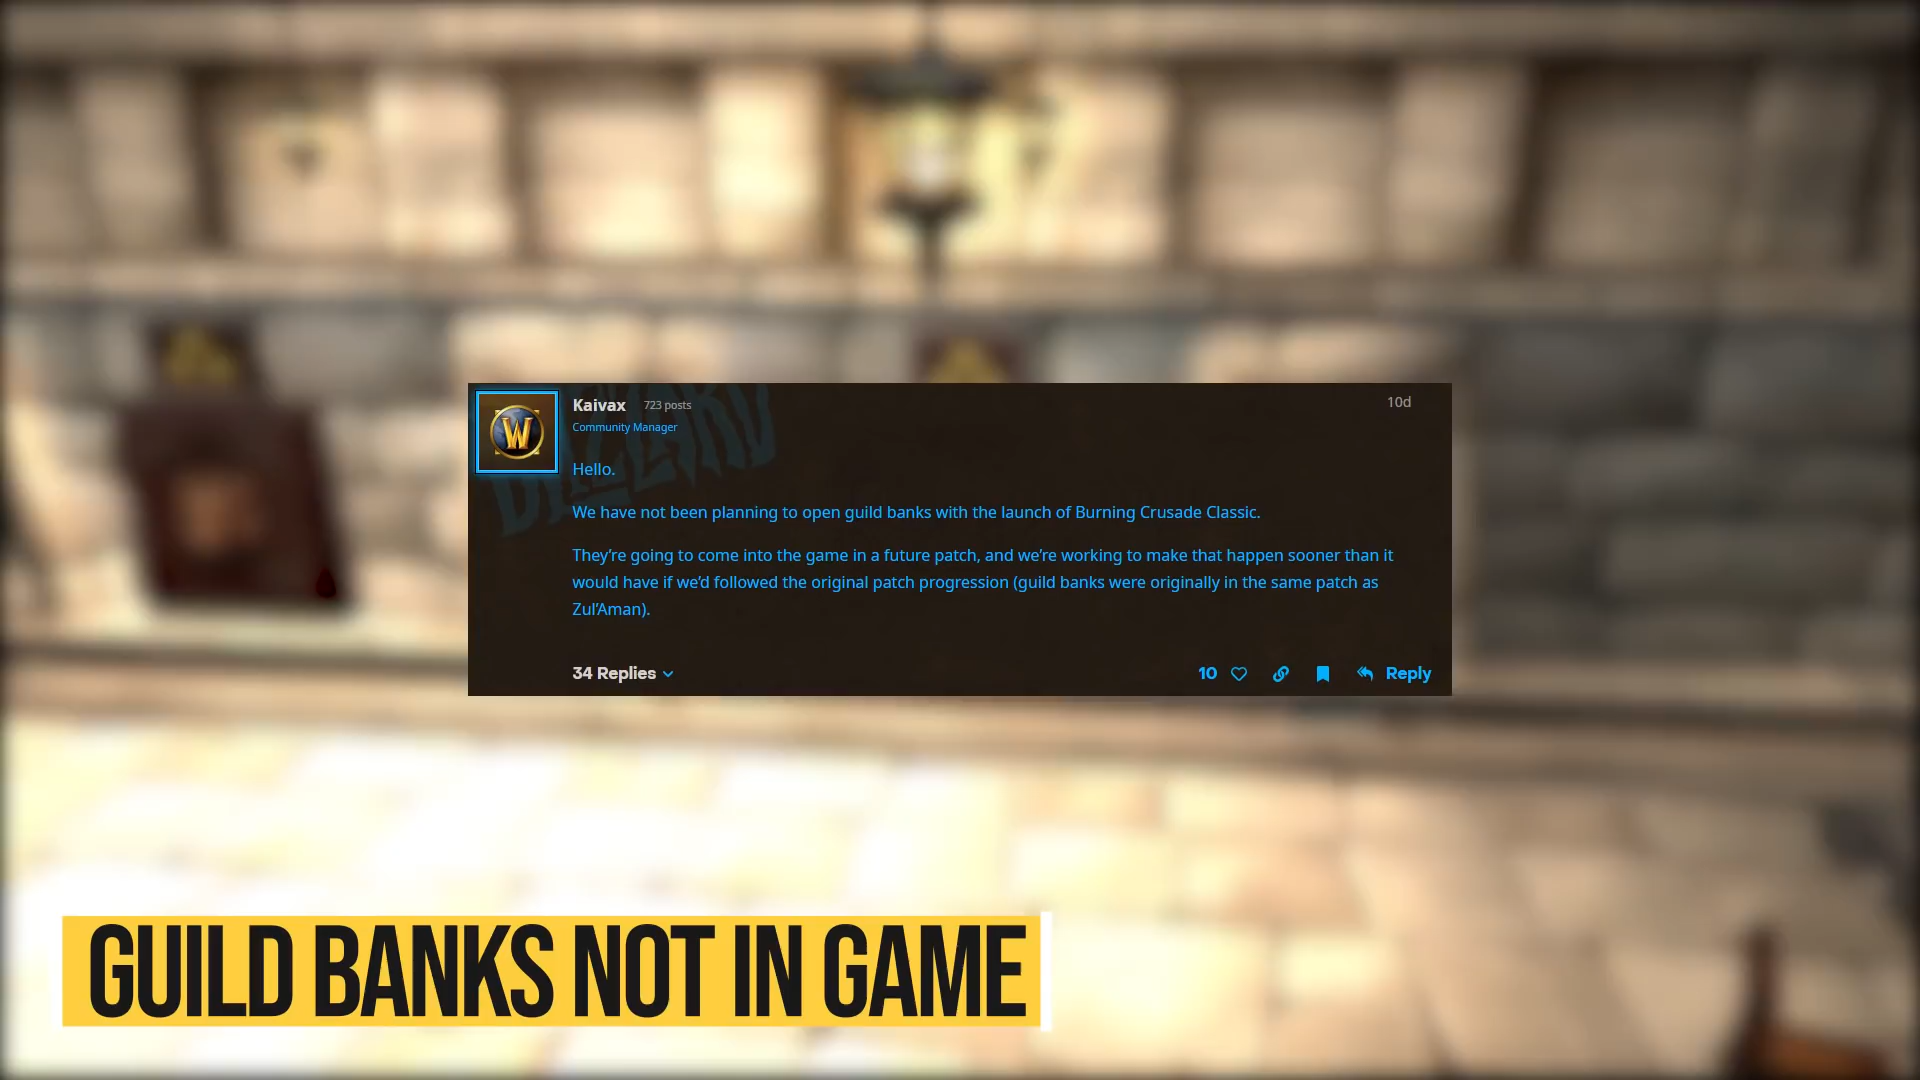 Kaivax 723 posts 10d
Community Manager
BLIZZARD
Hello.
We have not been planning to open guild banks with the launch of Burning Crusade Classic.
They're going to come into the game in a future patch, and we're working to make that happen sooner than it
would have if we'd followed the original patch progression (guild banks were originally in the same patch as
Zul'Aman).
34 Replies 10 Reply
GUILD BANKS NOT IN GAME